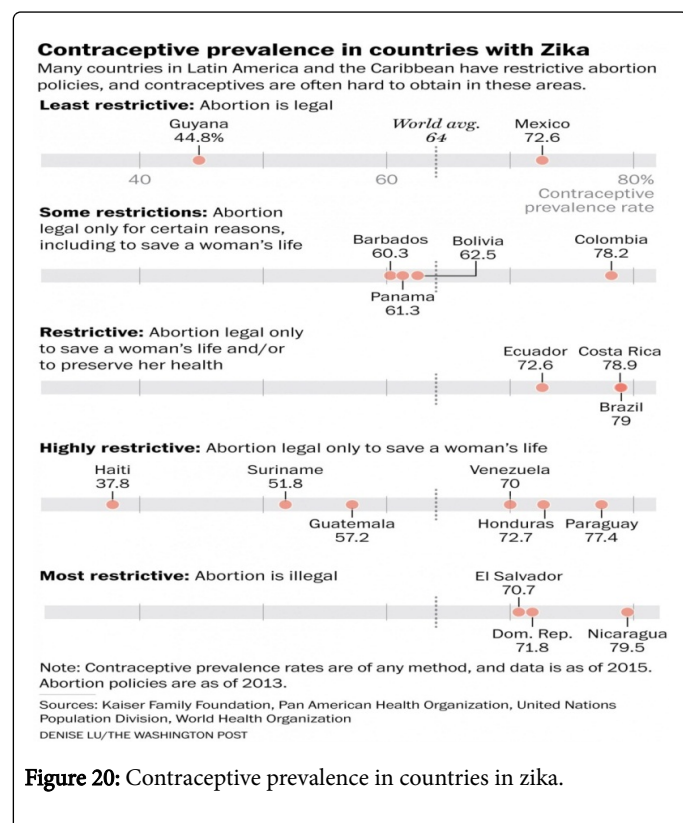 Contraceptive prevalence in countries with Zika
Many countries in Latin America and the Caribbean have restrictive abortion
policies, and contraceptives are often hard to obtain in these areas.
Least restrictive: Abortion is legal
Guyana
44.8%
World avg.
64
Mexico
72.6
40
60
80%
Contraceptive
prevalence rate
Some restrictions: Abortion
legal only for certain reasons,
including to save a woman's life
Barbados
60.3
Bolivia
62.5
Colombia
78.2
Panama
61.3
Restrictive: Abortion legal only
to save a woman's life and/or
to preserve her health
Ecuador
72.6
Costa Rica
78.9
Brazil
79
Highly restrictive: Abortion legal only to save a woman's life
Haiti
37.8
Suriname
51.8
Venezuela
70
Guatemala
57.2
Honduras
72.7
Paraguay
77.4
Most restrictive: Abortion is illegal
El Salvador
70.7
Dom. Rep.
71.8
Nicaragua
79.5
Note: Contraceptive prevalence rates are of any method, and data is as of 2015.
Abortion policies are as of 2013.
Sources: Kaiser Family Foundation, Pan American Health Organization, United Nations
Population Division, World Health Organization
DENISE LU/THE WASHINGTON POST
Figure 20: Contraceptive prevalence in countries in zika.